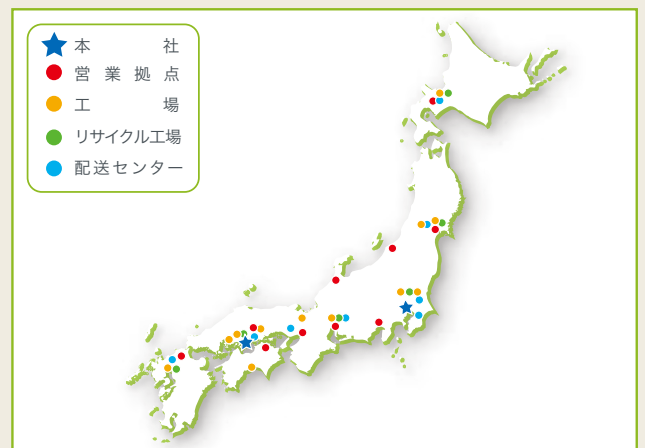 本社
営業拠点
工場
リサイクル工場
配送センター